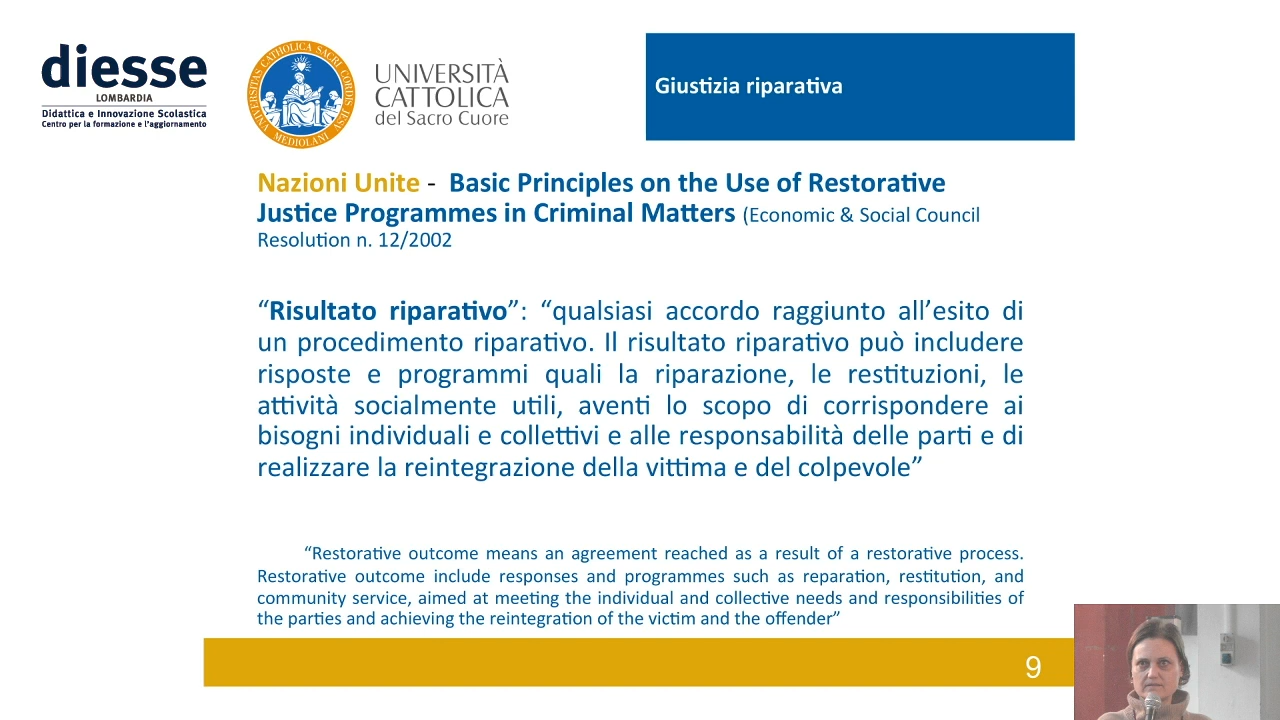 diesse
LOMBARDIA
Didattica e Innovazione Scolastica
Centro per la formazione e l'aggiornamento
UNIVERSITÀ
CATTOLICA
del Sacro Cuore
Giustizia riparativa
Nazioni Unite - Basic Principles on the Use of Restorative
Justice Programmes in Criminal Matters (Economic & Social Council
Resolution n. 12/2002
“Risultato riparativo”: “qualsiasi accordo raggiunto all’esito di
un procedimento riparativo. Il risultato riparativo può includere
risposte e programmi quali la riparazione, le restituzioni, le
attività socialmente utili, aventi lo scopo di corrispondere ai
bisogni individuali e collettivi e alle responsabilità delle parti e di
realizzare la reintegrazione della vittima e del colpevole”
“Restorative outcome means an agreement reached as a result of a restorative process.
Restorative outcome include responses and programmes such as reparation, restitution, and
community service, aimed at meeting the individual and collective needs and responsibilities of
the parties and achieving the reintegration of the victim and the offender”
9